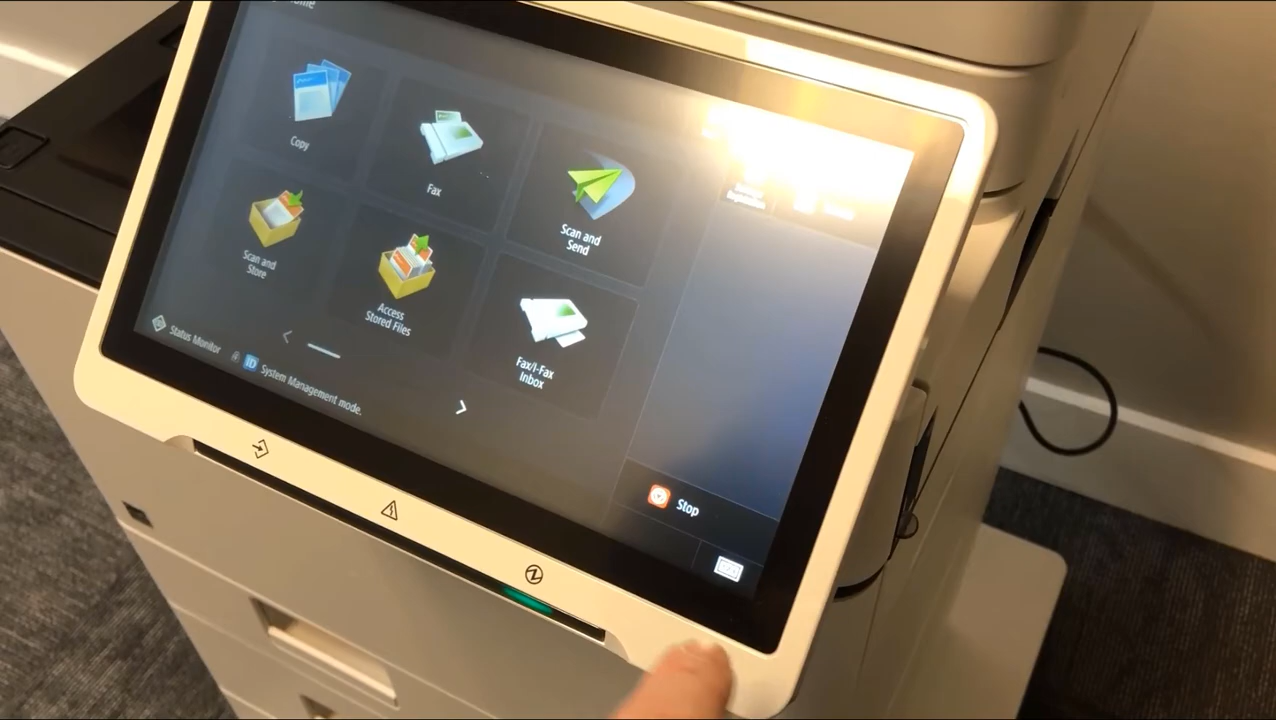 Copy
Fax
Scan and
Send
Scan and
Store
Access
Stored Files
Fax/I-Fax
Inbox
Status Monitor
ID
System Management mode.
Stop